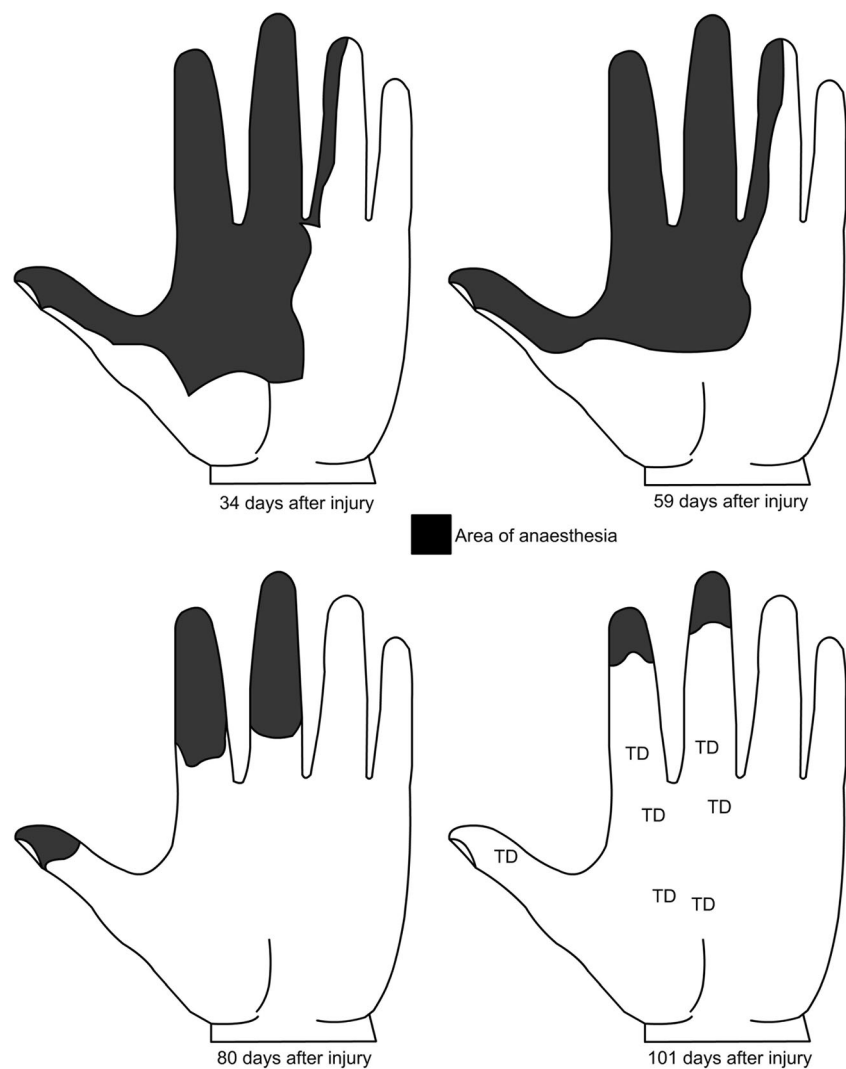 34 days after injury
59 days after injury
Area of anaesthesia
TD
TD
TD
TD
TD
TD
TD
80 days after injury
101 days after injury